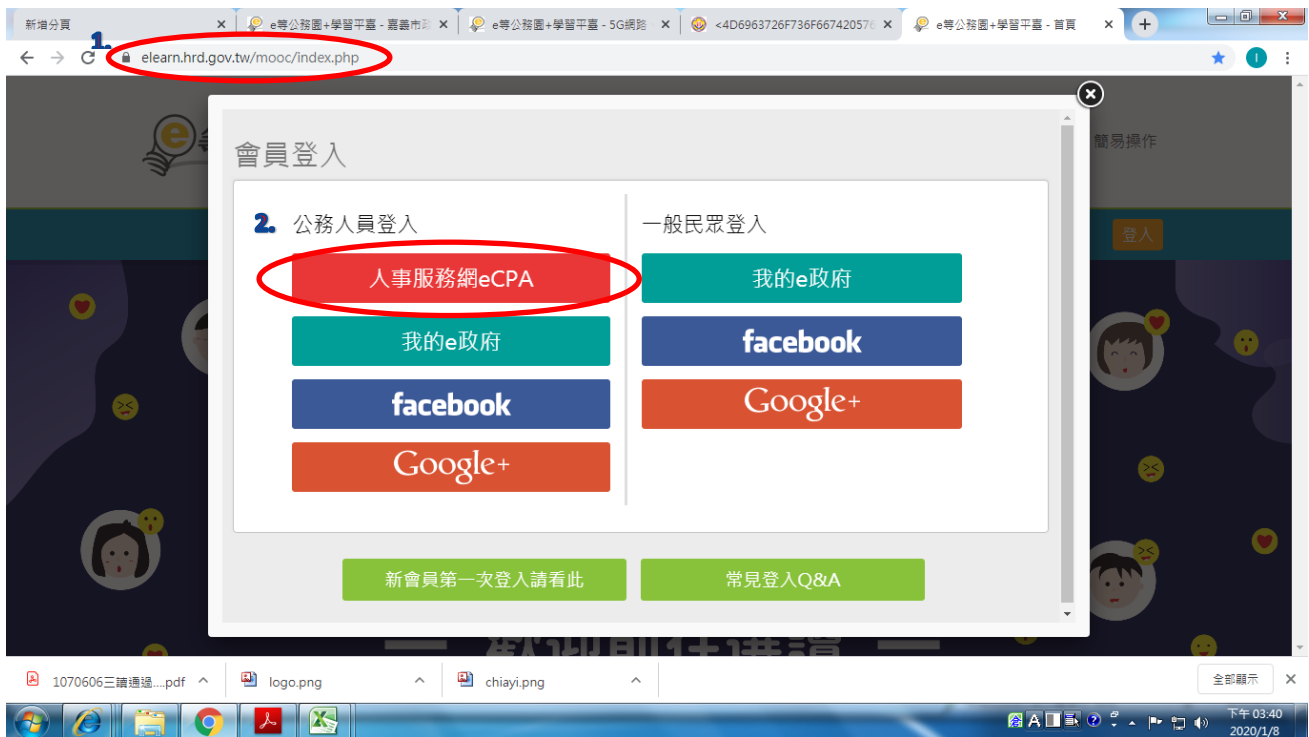 新增分頁
e等公務園+學習平臺 - 嘉義市
e等公務園+學習平臺 - 5G網路
<4D6963726F736F667420576
e等公務園+學習平臺 - 首頁
1.
elearn.hrd.gov.tw/mooc/index.php
I
簡易操作
登入
會員登入
2. 公務人員登入
人事服務網eCPA
我的e政府
facebook
Google+
一般民眾登入
我的e政府
facebook
Google+
新會員第一次登入請看此
常見登入Q&A
1070606三讀通過....pdf
logo.png
chiayi.png
全部顯示
下午 03:40
2020/1/8